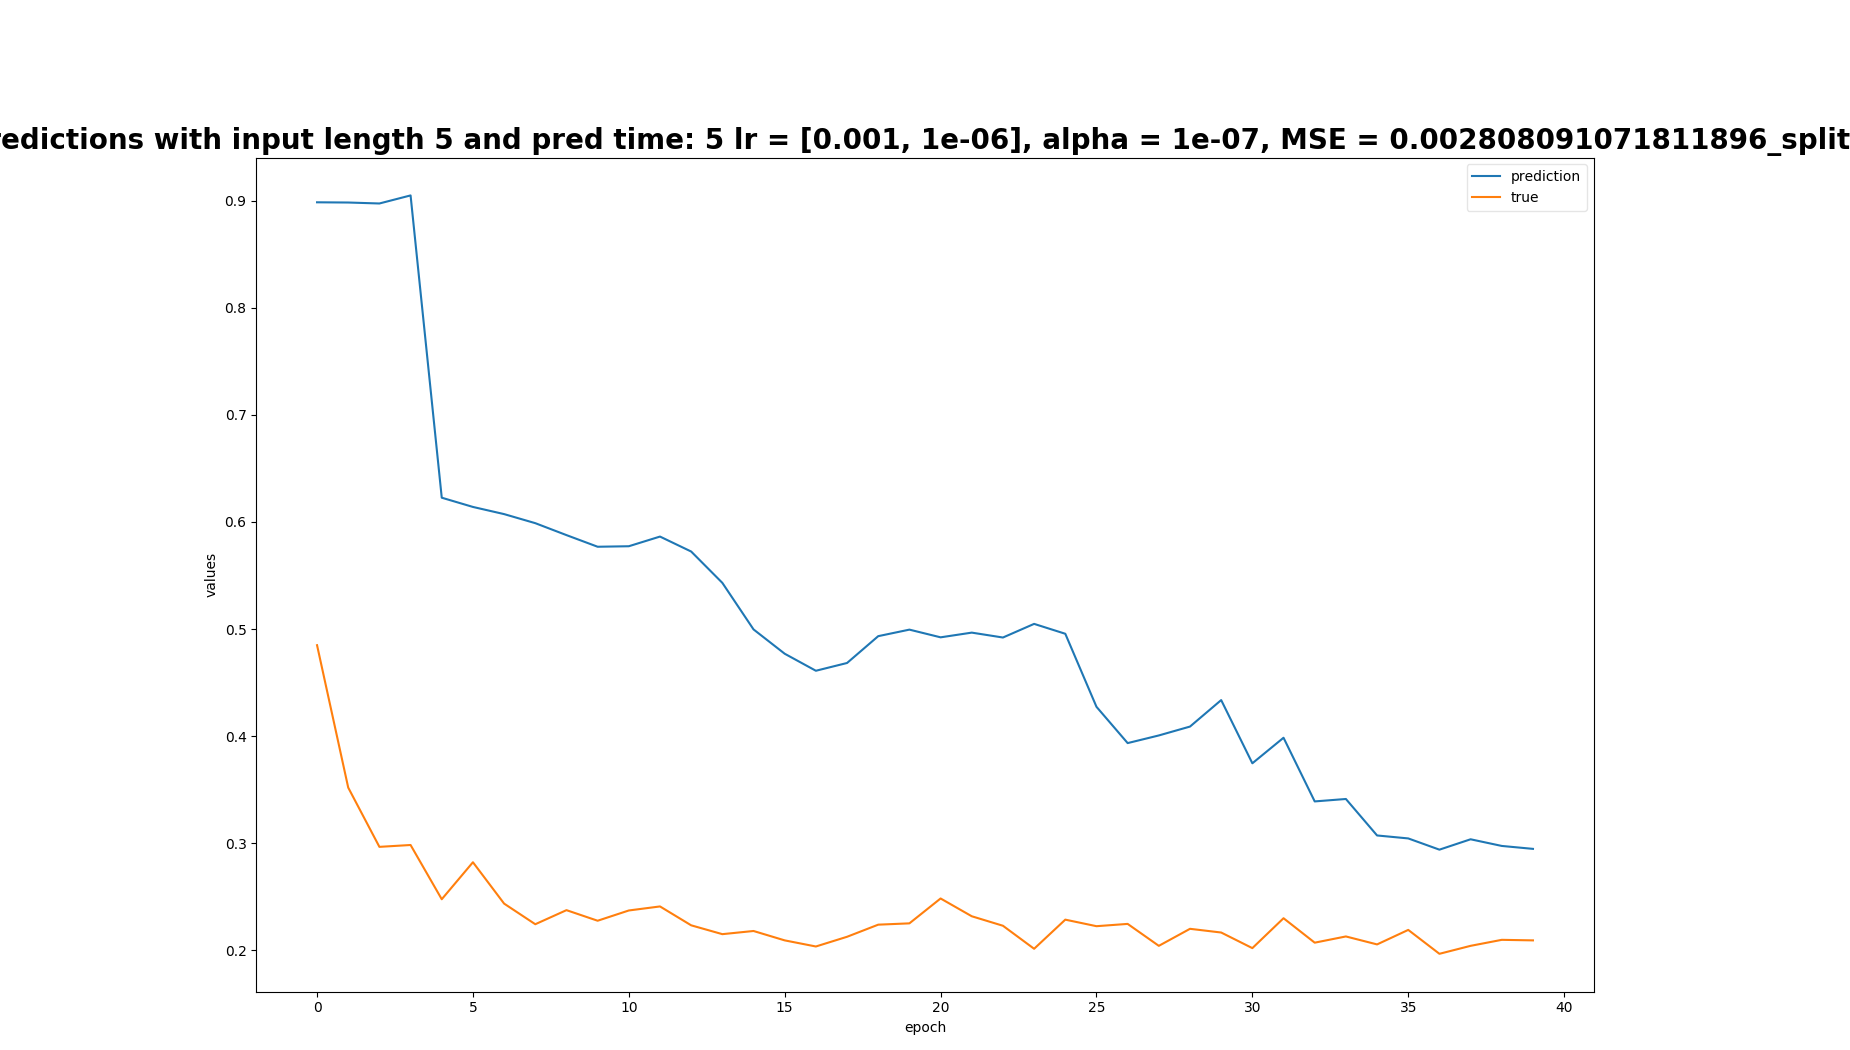 redictions with input length 5 and pred time: 5 lr = [0.001, 1e-06], alpha = 1e-07, MSE = 0.002808091071811896_split
prediction
true
0.9
0.8
0.7
0.6
0.5
0.4
0.3
0.2
values
0 5 10 15 20 25 30 35 40
epoch